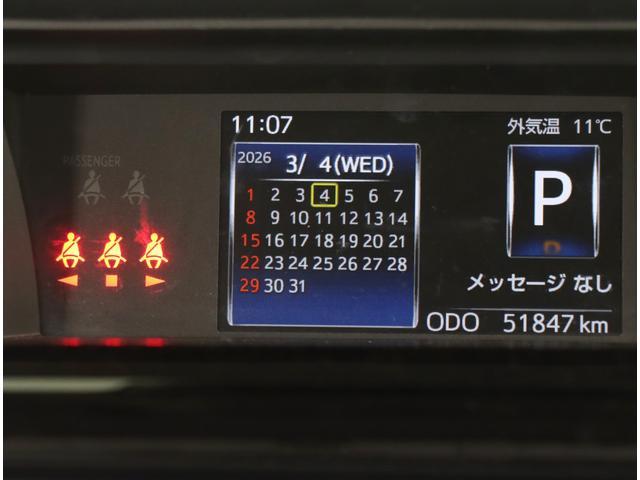 11:07
外気温 11℃
PASSENGER
2026 3/ 4(WED)
1 2 3 4 5 6 7
8 9 10 11 12 13 14
15 16 17 18 19 20 21
22 23 24 25 26 27 28
29 30 31
P
メッセージ なし
ODO 51847 km